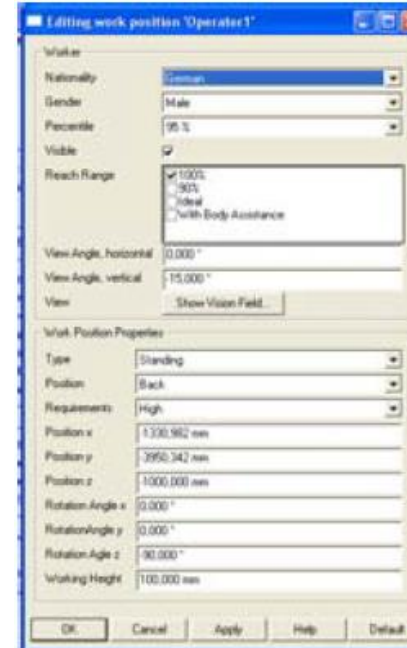 Editing work position 'Operator1'
Worker
Nationality German
Gender Male
Percentile 95 %
Visible
Reach Range 100%
90%
Ideal
With Body Assistance
View Angle, horizontal 0,000 °
View Angle, vertical -15,000 °
View Show Vision Field...
Work Position Properties
Type Standing
Position Back
Requirements High
Position x -1330,982 mm
Position y -3950,342 mm
Position z -1000,000 mm
Rotation Angle x 0,000 °
RotationAngle y 0,000 °
Rotation Agle z -90,000 °
Working Height 100,000 mm
OK Cancel Apply Help Default